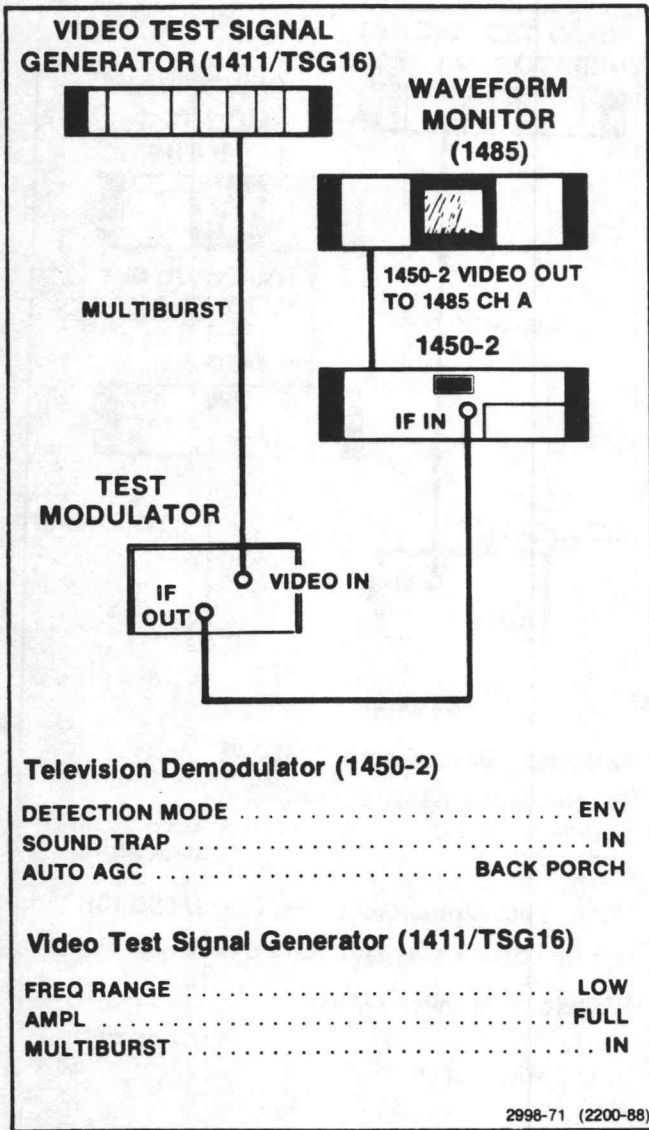 VIDEO TEST SIGNAL
GENERATOR (1411/TSG16)
WAVEFORM
MONITOR
(1485)
1450-2 VIDEO OUT
TO 1485 CH A
MULTIBURST
1450-2
IF IN
TEST
MODULATOR
VIDEO IN
IF
OUT
Television Demodulator (1450-2)
DETECTION MODE . . . . . . . . . . . . . . . . . . . . . . . . . . . . ENV
SOUND TRAP . . . . . . . . . . . . . . . . . . . . . . . . . . . . . . . . . IN
AUTO AGC . . . . . . . . . . . . . . . . . . . . . . . . . BACK PORCH
Video Test Signal Generator (1411/TSG16)
FREQ RANGE . . . . . . . . . . . . . . . . . . . . . . . . . . . . . . . LOW
AMPL . . . . . . . . . . . . . . . . . . . . . . . . . . . . . . . . . . . . . FULL
MULTIBURST . . . . . . . . . . . . . . . . . . . . . . . . . . . . . . . . . IN
2998-71 (2200-88)